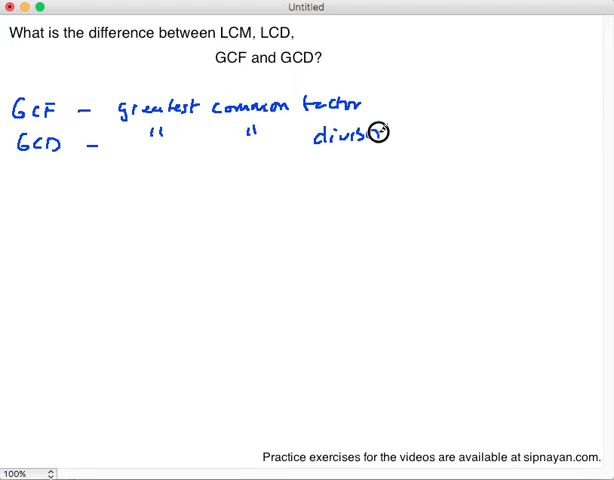 Untitled
What is the difference between LCM, LCD,
GCF and GCD?
GCF - greatest common factor
GCD - " " divisor
Practice exercises for the videos are available at sipnayan.com.
100%